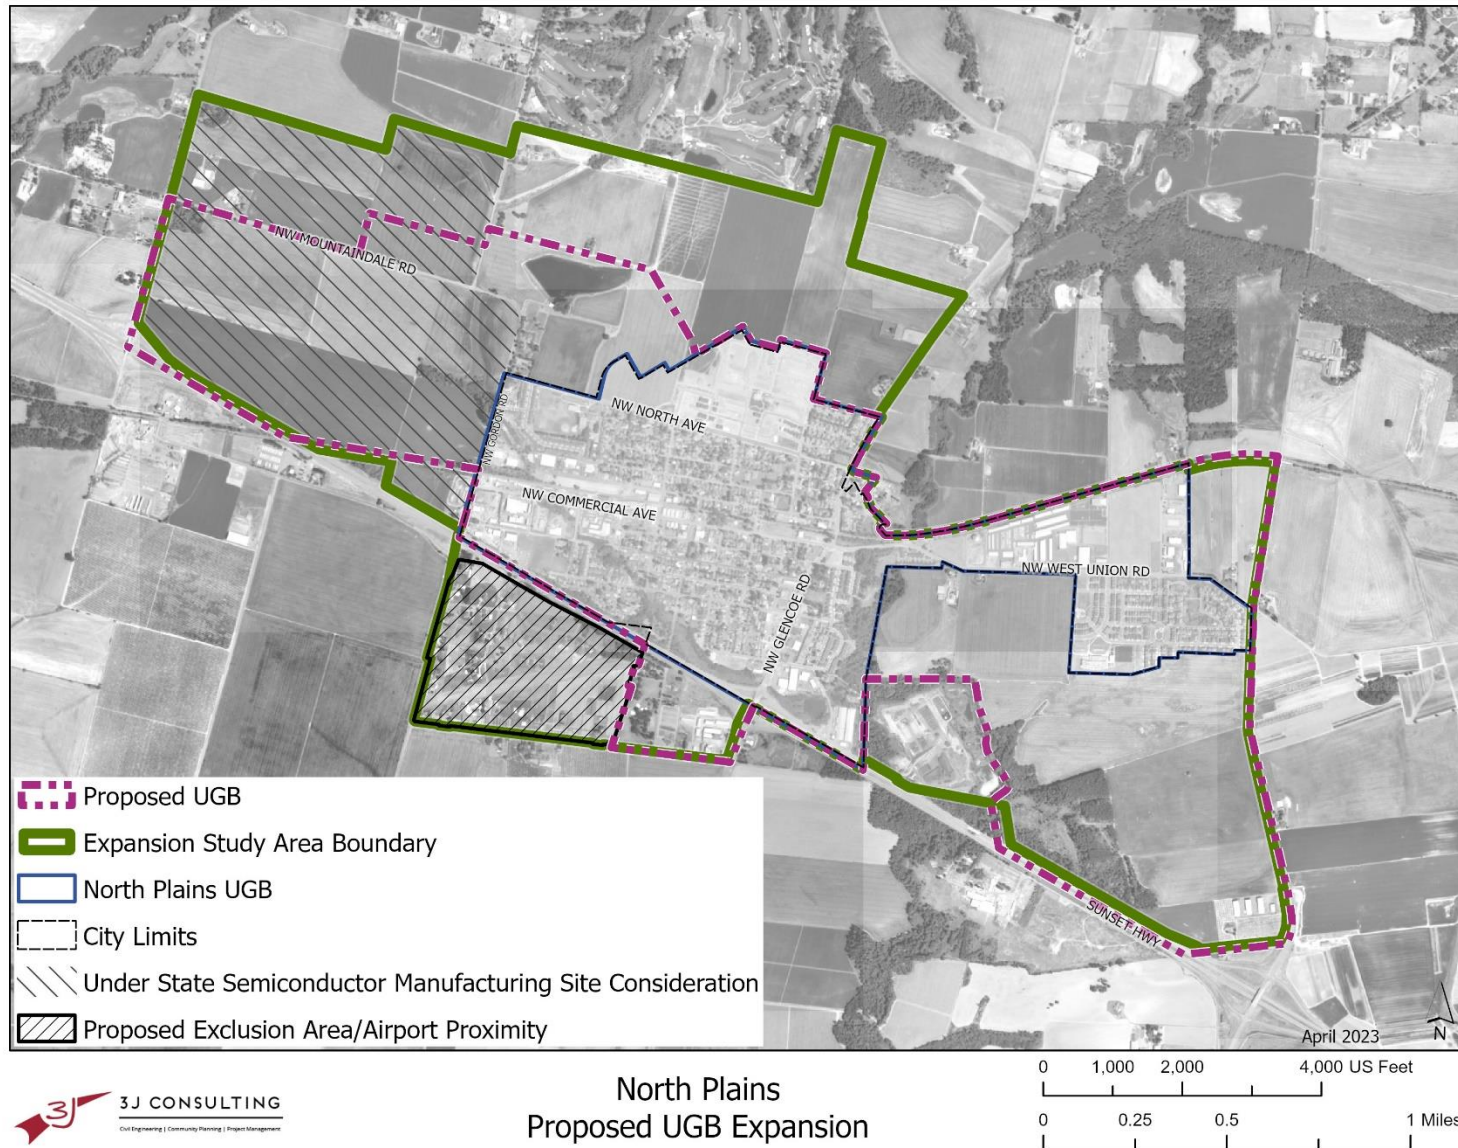 NW MOUNTAINDALE RD
NW GORDON RD
NW NORTH AVE
NW COMMERCIAL AVE
NW WEST UNION RD
NW GLENCOE RD
SUNSET HWY
Proposed UGB
Expansion Study Area Boundary
North Plains UGB
City Limits
Under State Semiconductor Manufacturing Site Consideration
Proposed Exclusion Area/Airport Proximity
April 2023
N
3J
3J CONSULTING
Civil Engineering | Community Planning | Project Management
North Plains
Proposed UGB Expansion
0 1,000 2,000 4,000 US Feet
0 0.25 0.5 1 Miles